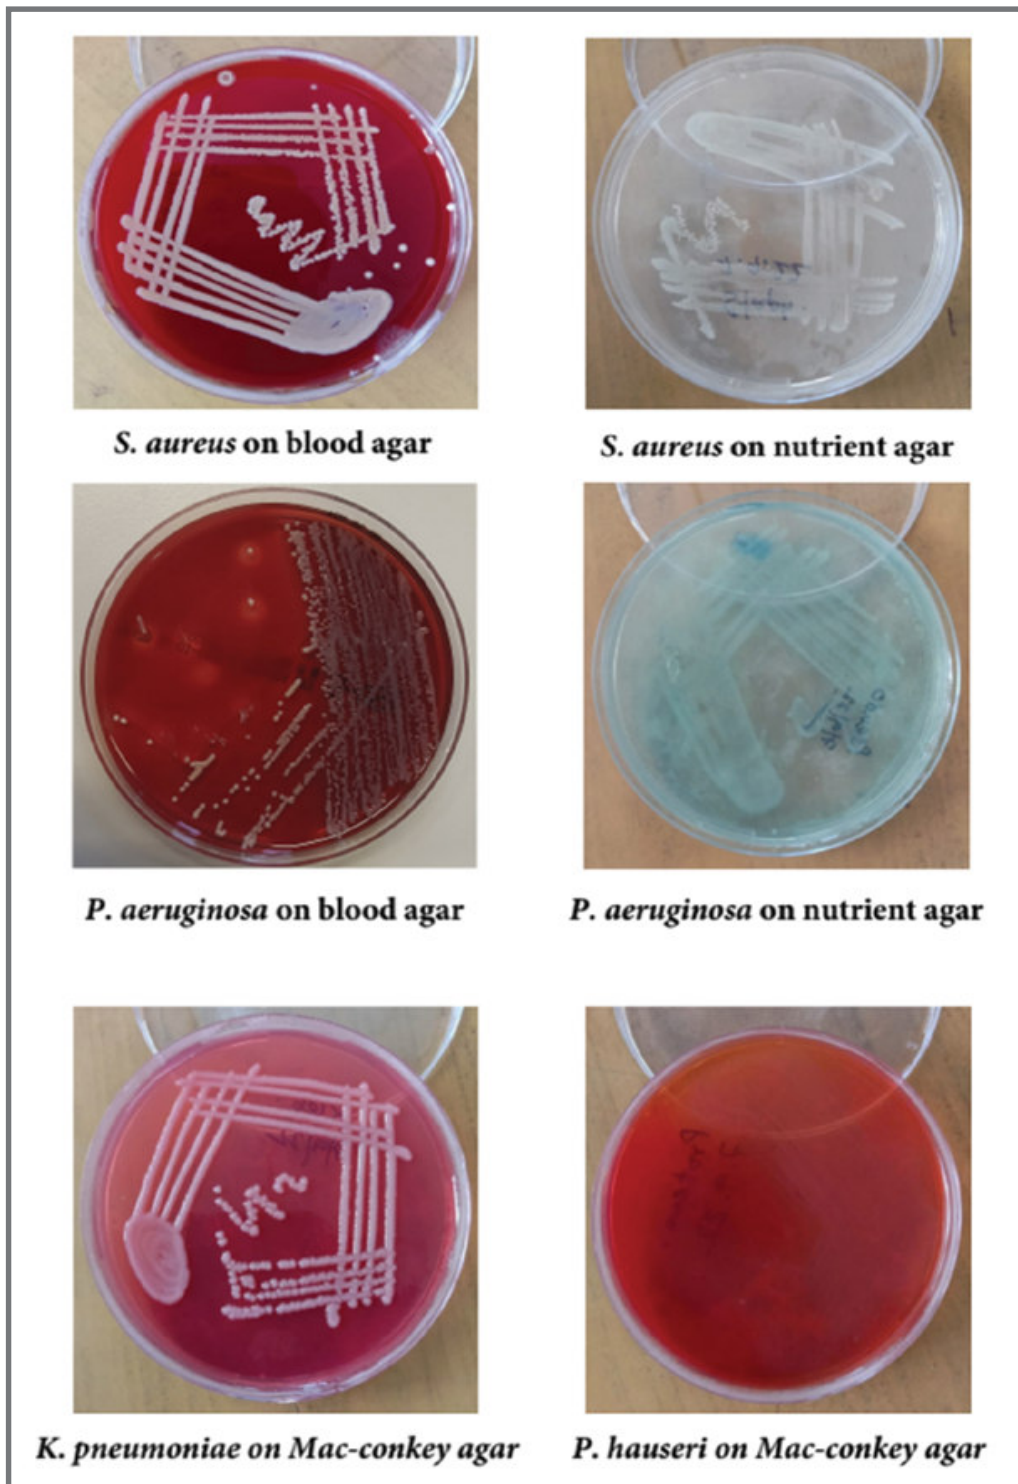 S. aureus on blood agar
S. aureus on nutrient agar
P. aeruginosa on blood agar
P. aeruginosa on nutrient agar
K. pneumoniae on Mac-conkey agar
P. hauseri on Mac-conkey agar